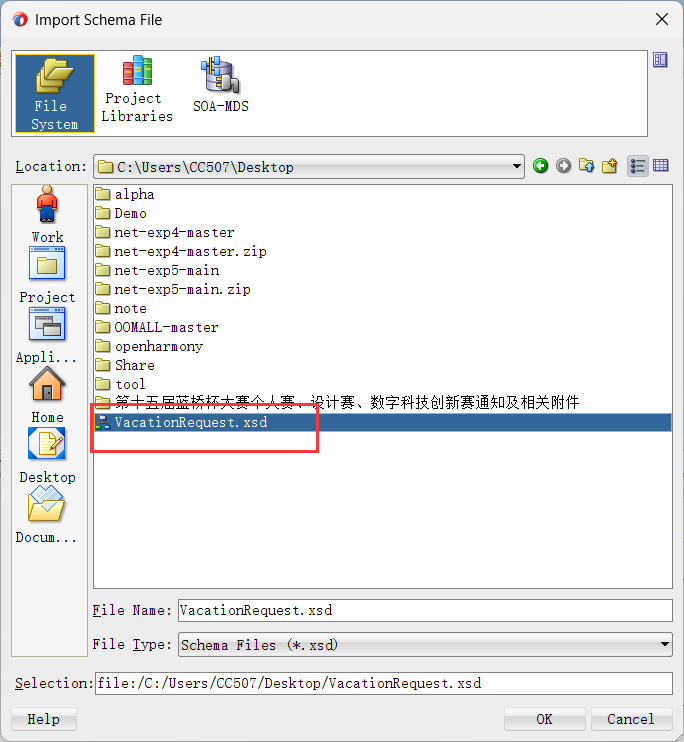 Import Schema File
File
System
Project
Libraries
SOA-MDS
Location:
C:\Users\CC507\Desktop
Work
Project
Appli...
Home
Desktop
Docum...
alpha
Demo
net-exp4-master
net-exp4-master.zip
net-exp5-main
net-exp5-main.zip
note
OOMALL-master
openharmony
Share
tool
第十五届蓝桥杯大赛个人赛、设计赛、数字科技创新赛通知及相关附件
VacationRequest.xsd
File Name: VacationRequest.xsd
File Type: Schema Files (*.xsd)
Selection: file:/C:/Users/CC507/Desktop/VacationRequest.xsd
Help
OK
Cancel